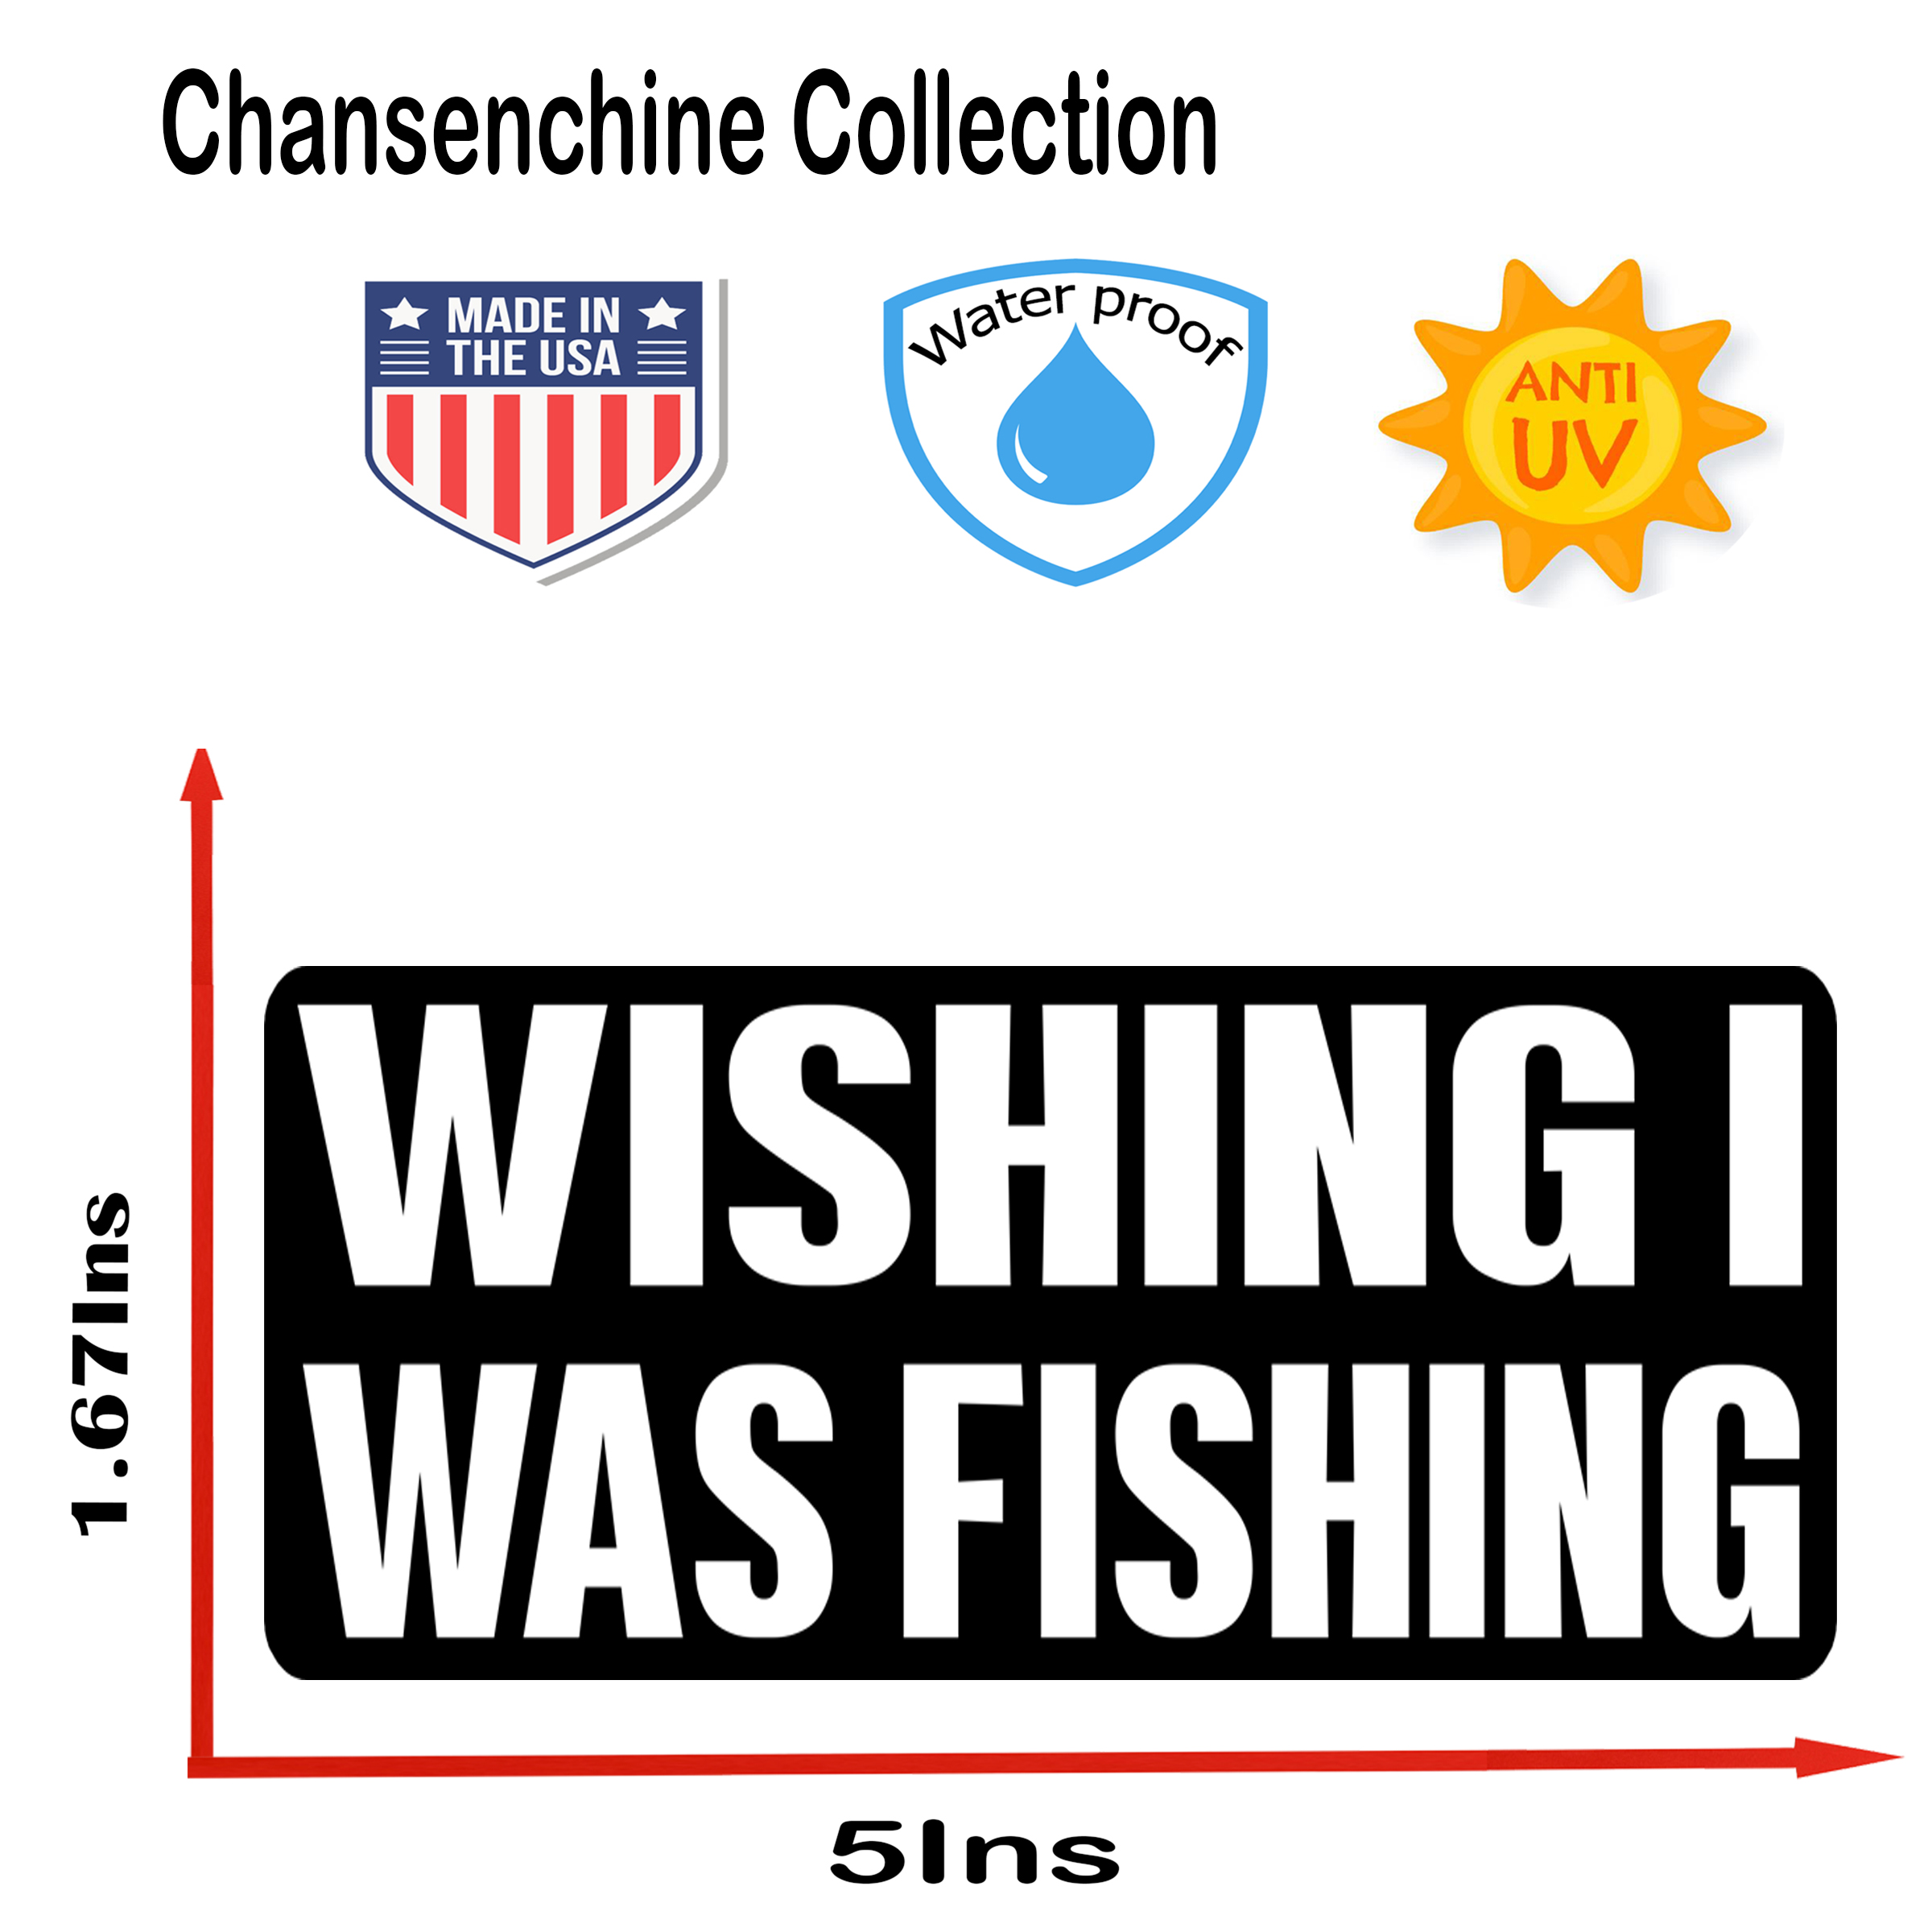 Chansenchine Collection
MADE IN
THE USA
Water proof
ANTI
UV
1.67Ins
WISHING I
WAS FISHING
5Ins